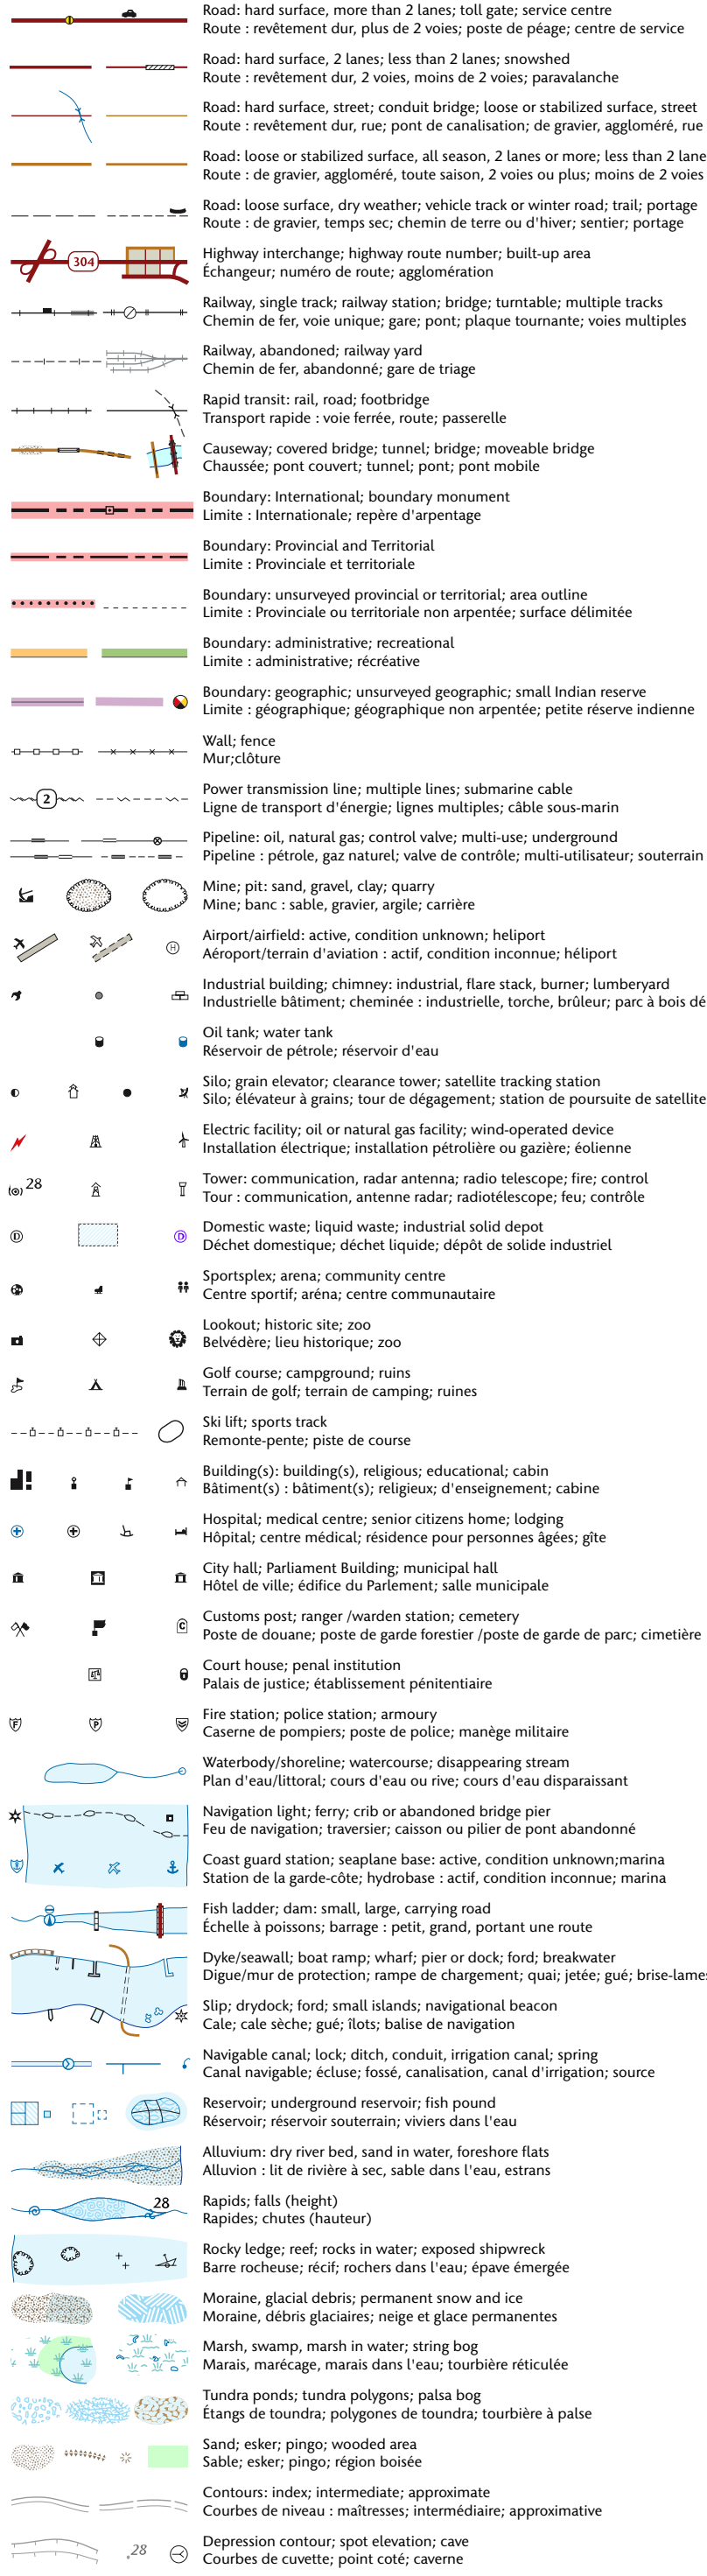 Road: hard surface, more than 2 lanes; toll gate; service centre
Route : revêtement dur, plus de 2 voies; poste de péage; centre de service
Road: hard surface, 2 lanes; less than 2 lanes; snowshed
Route : revêtement dur, 2 voies, moins de 2 voies; paravalanche
Road: hard surface, street; conduit bridge; loose or stabilized surface, street
Route : revêtement dur, rue; pont de canalisation; de gravier, aggloméré, rue
Road: loose or stabilized surface, all season, 2 lanes or more; less than 2 lane
Route : de gravier, aggloméré, toute saison, 2 voies ou plus; moins de 2 voies
Road: loose surface, dry weather; vehicle track or winter road; trail; portage
Route : de gravier, temps sec; chemin de terre ou d'hiver; sentier; portage
304
Highway interchange; highway route number; built-up area
Échangeur; numéro de route; agglomération
Railway, single track; railway station; bridge; turntable; multiple tracks
Chemin de fer, voie unique; gare; pont; plaque tournante; voies multiples
Railway, abandoned; railway yard
Chemin de fer, abandonné; gare de triage
Rapid transit: rail, road; footbridge
Transport rapide : voie ferrée, route; passerelle
Causeway; covered bridge; tunnel; bridge; moveable bridge
Chaussée; pont couvert; tunnel; pont; pont mobile
Boundary: International; boundary monument
Limite : Internationale; repère d'arpentage
Boundary: Provincial and Territorial
Limite : Provinciale et territoriale
Boundary: unsurveyed provincial or territorial; area outline
Limite : Provinciale ou territoriale non arpentée; surface délimitée
Boundary: administrative; recreational
Limite : administrative; récréative
Boundary: geographic; unsurveyed geographic; small Indian reserve
Limite : géographique; géographique non arpentée; petite réserve indienne
Wall; fence
Mur;clôture
2
Power transmission line; multiple lines; submarine cable
Ligne de transport d'énergie; lignes multiples; câble sous-marin
Pipeline: oil, natural gas; control valve; multi-use; underground
Pipeline : pétrole, gaz naturel; valve de contrôle; multi-utilisateur; souterrain
Mine; pit: sand, gravel, clay; quarry
Mine; banc : sable, gravier, argile; carrière
H
Airport/airfield: active, condition unknown; heliport
Aéroport/terrain d'aviation : actif, condition inconnue; héliport
Industrial building; chimney: industrial, flare stack, burner; lumberyard
Industrielle bâtiment; cheminée : industrielle, torche, brûleur; parc à bois dé
Oil tank; water tank
Réservoir de pétrole; réservoir d'eau
Silo; grain elevator; clearance tower; satellite tracking station
Silo; élévateur à grains; tour de dégagement; station de poursuite de satellite
Electric facility; oil or natural gas facility; wind-operated device
Installation électrique; installation pétrolière ou gazière; éolienne
28
Tower: communication, radar antenna; radio telescope; fire; control
Tour : communication, antenne radar; radiotélescope; feu; contrôle
D D
Domestic waste; liquid waste; industrial solid depot
Déchet domestique; déchet liquide; dépôt de solide industriel
Sportsplex; arena; community centre
Centre sportif; aréna; centre communautaire
Lookout; historic site; zoo
Belvédère; lieu historique; zoo
Golf course; campground; ruins
Terrain de golf; terrain de camping; ruines
Ski lift; sports track
Remonte-pente; piste de course
Building(s): building(s), religious; educational; cabin
Bâtiment(s) : bâtiment(s); religieux; d'enseignement; cabine
Hospital; medical centre; senior citizens home; lodging
Hôpital; centre médical; résidence pour personnes âgées; gîte
City hall; Parliament Building; municipal hall
Hôtel de ville; édifice du Parlement; salle municipale
C
Customs post; ranger /warden station; cemetery
Poste de douane; poste de garde forestier /poste de garde de parc; cimetière
Court house; penal institution
Palais de justice; établissement pénitentiaire
F P
Fire station; police station; armoury
Caserne de pompiers; poste de police; manège militaire
Waterbody/shoreline; watercourse; disappearing stream
Plan d'eau/littoral; cours d'eau ou rive; cours d'eau disparaissant
Navigation light; ferry; crib or abandoned bridge pier
Feu de navigation; traversier; caisson ou pilier de pont abandonné
Coast guard station; seaplane base: active, condition unknown;marina
Station de la garde-côte; hydrobase : actif, condition inconnue; marina
Fish ladder; dam: small, large, carrying road
Échelle à poissons; barrage : petit, grand, portant une route
Dyke/seawall; boat ramp; wharf; pier or dock; ford; breakwater
Digue/mur de protection; rampe de chargement; quai; jetée; gué; brise-lames
Slip; drydock; ford; small islands; navigational beacon
Cale; cale sèche; gué; îlots; balise de navigation
Navigable canal; lock; ditch, conduit, irrigation canal; spring
Canal navigable; écluse; fossé, canalisation, canal d'irrigation; source
Reservoir; underground reservoir; fish pound
Réservoir; réservoir souterrain; viviers dans l'eau
Alluvium: dry river bed, sand in water, foreshore flats
Alluvion : lit de rivière à sec, sable dans l'eau, estrans
28
Rapids; falls (height)
Rapides; chutes (hauteur)
Rocky ledge; reef; rocks in water; exposed shipwreck
Barre rocheuse; récif; rochers dans l'eau; épave émergée
Moraine, glacial debris; permanent snow and ice
Moraine, débris glaciaires; neige et glace permanentes
Marsh, swamp, marsh in water; string bog
Marais, marécage, marais dans l'eau; tourbière réticulée
Tundra ponds; tundra polygons; palsa bog
Étangs de toundra; polygones de toundra; tourbière à palse
Sand; esker; pingo; wooded area
Sable; esker; pingo; région boisée
Contours: index; intermediate; approximate
Courbes de niveau : maîtresses; intermédiaire; approximative
.28
Depression contour; spot elevation; cave
Courbes de cuvette; point coté; caverne